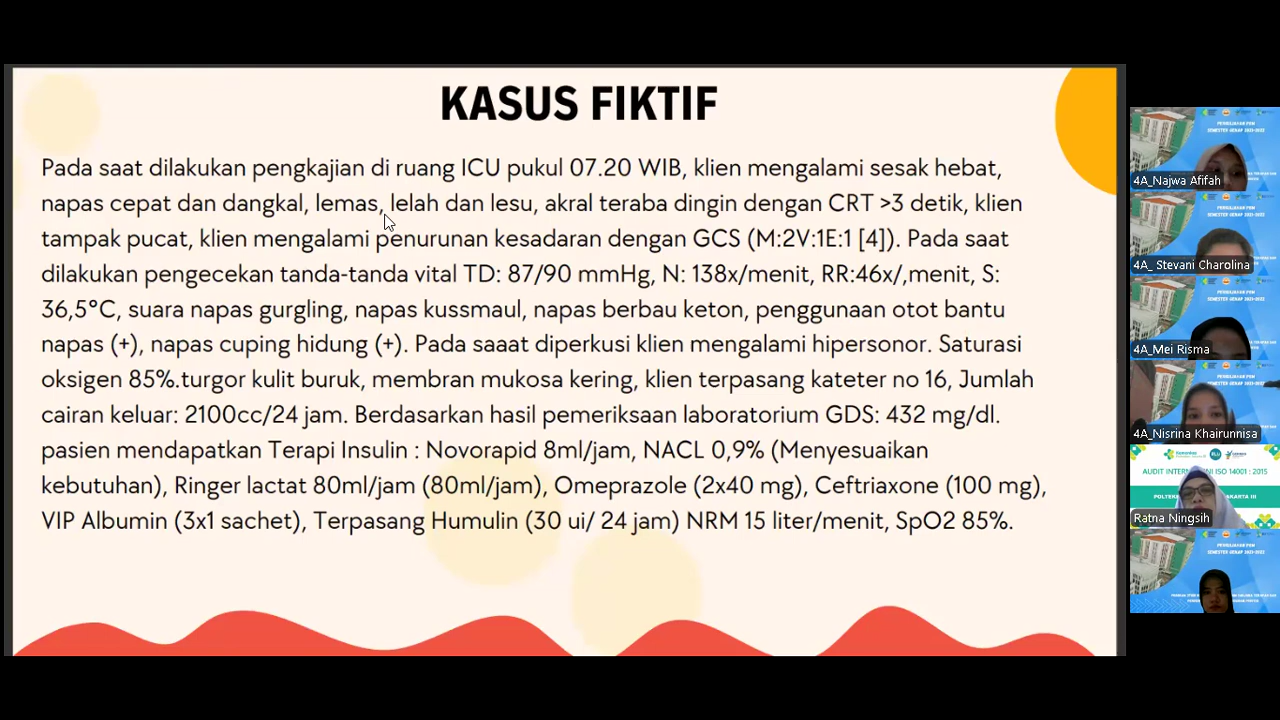 KASUS FIKTIF
Pada saat dilakukan pengkajian di ruang ICU pukul 07.20 WIB, klien mengalami sesak hebat,
napas cepat dan dangkal, lemas, lelah dan lesu, akral teraba dingin dengan CRT >3 detik, klien
tampak pucat, klien mengalami penurunan kesadaran dengan GCS (M:2V:1E:1 [4]). Pada saat
dilakukan pengecekan tanda-tanda vital TD: 87/90 mmHg, N: 138x/menit, RR:46x/,menit, S:
36,5°C, suara napas gurgling, napas kussmaul, napas berbau keton, penggunaan otot bantu
napas (+), napas cuping hidung (+). Pada saaat diperkusi klien mengalami hipersonor. Saturasi
oksigen 85%.turgor kulit buruk, membran mukosa kering, klien terpasang kateter no 16, Jumlah
cairan keluar: 2100cc/24 jam. Berdasarkan hasil pemeriksaan laboratorium GDS: 432 mg/dl.
pasien mendapatkan Terapi Insulin : Novorapid 8ml/jam, NACL 0,9% (Menyesuaikan
kebutuhan), Ringer lactat 80ml/jam (80ml/jam), Omeprazole (2x40 mg), Ceftriaxone (100 mg),
VIP Albumin (3x1 sachet), Terpasang Humulin (30 ui/ 24 jam) NRM 15 liter/menit, SpO2 85%.
4A_Najwa Afifah
4A_ Stevani Charolina
4A_Mei Risma
4A_Nisrina Khairunnisa
AUDIT INTERN ISO 14001 : 2015
Ratna Ningsih